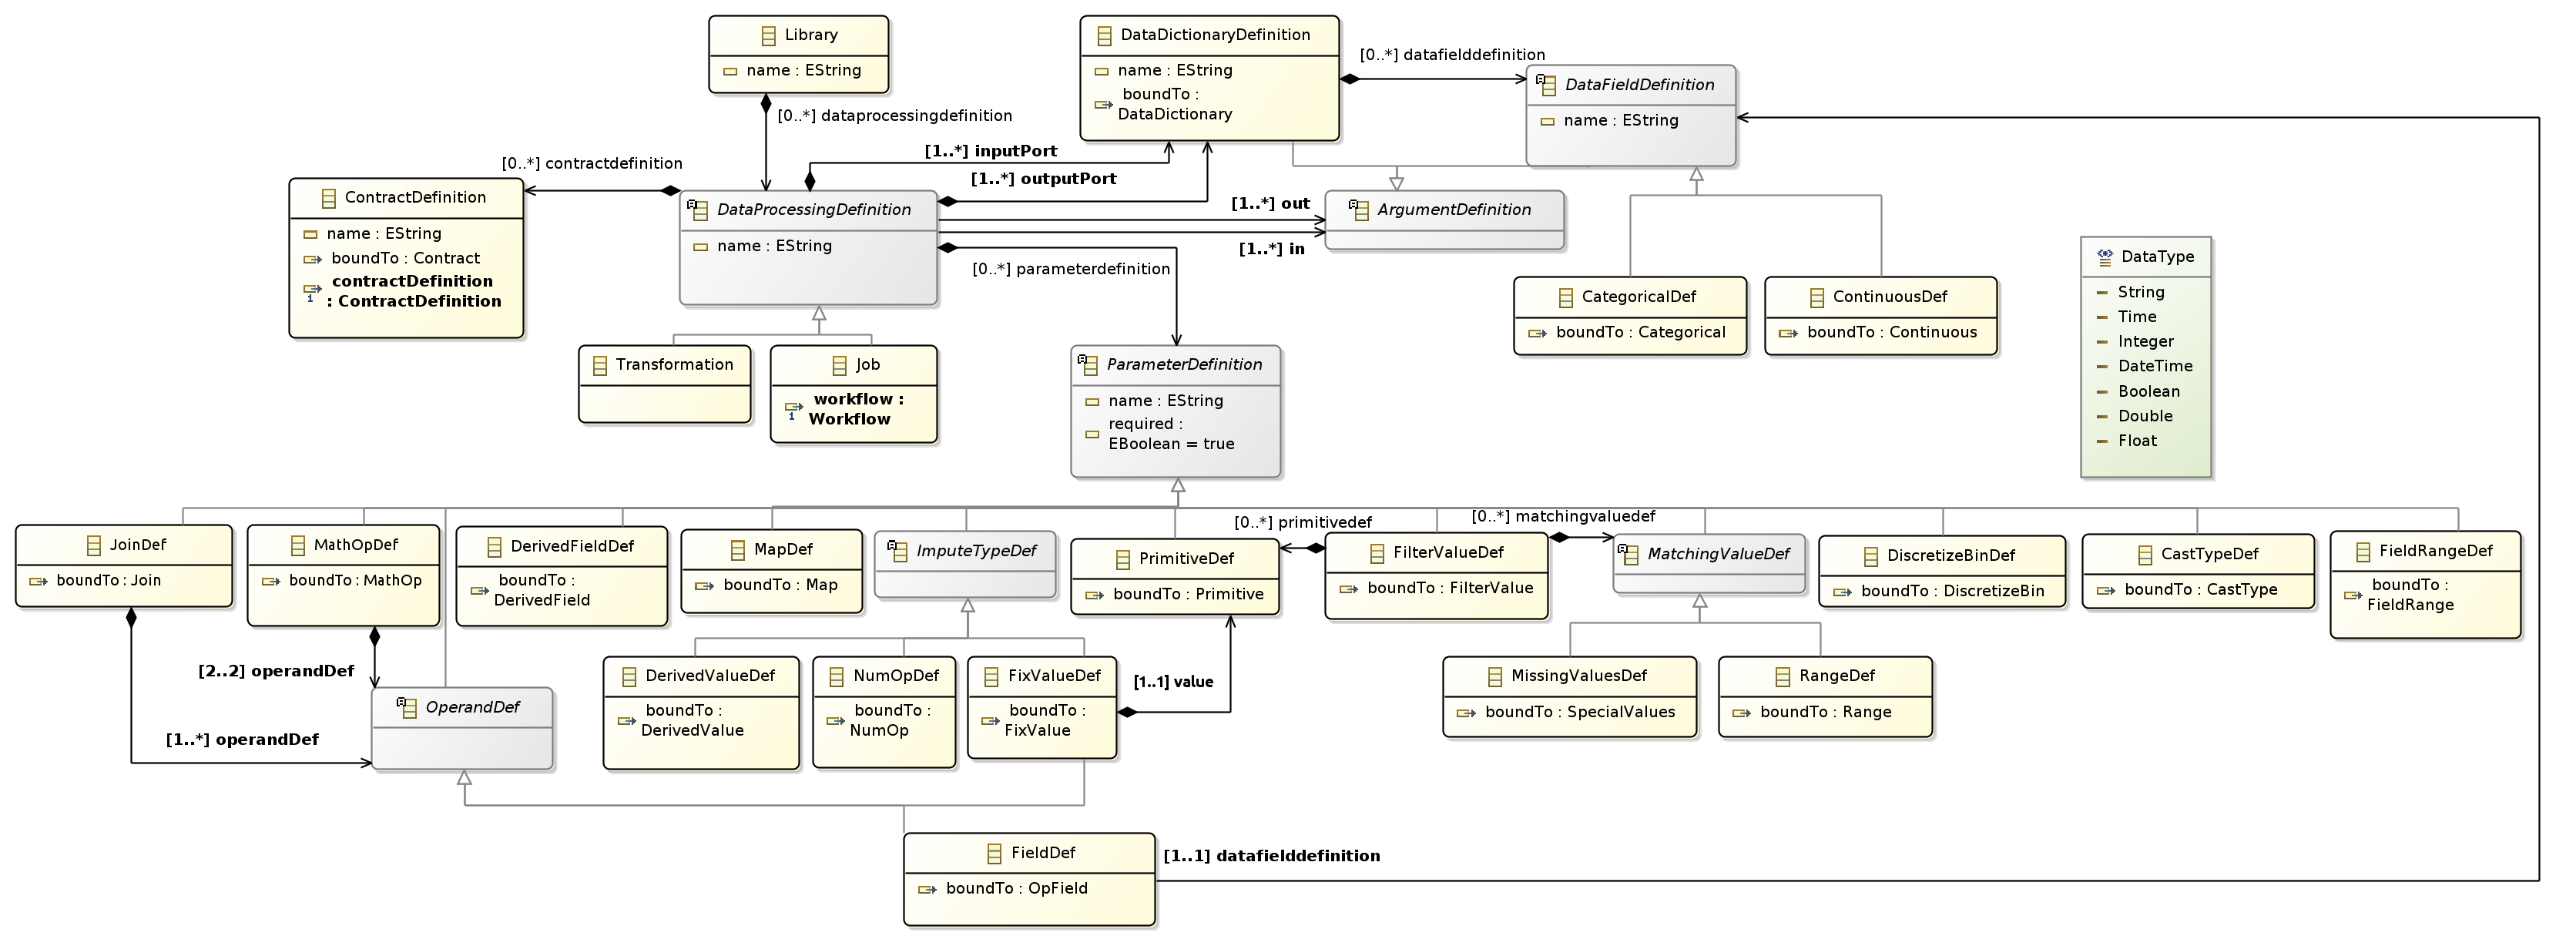 Library
name : EString
[0..*] dataprocessingdefinition
DataDictionaryDefinition
name : EString
boundTo :
DataDictionary
[0..*] datafielddefinition
DataFieldDefinition
name : EString
[1..*] inputPort
[1..*] outputPort
[0..*] contractdefinition
ContractDefinition
name : EString
boundTo : Contract
contractDefinition
: ContractDefinition
1
DataProcessingDefinition
name : EString
[1..*] out
[1..*] in
ArgumentDefinition
[0..*] parameterdefinition
CategoricalDef
boundTo : Categorical
ContinuousDef
boundTo : Continuous
DataType
String
Time
Integer
DateTime
Boolean
Double
Float
Transformation
Job
workflow :
Workflow
1
ParameterDefinition
name : EString
required :
EBoolean = true
JoinDef
boundTo : Join
MathOpDef
boundTo : MathOp
DerivedFieldDef
boundTo :
DerivedField
MapDef
boundTo : Map
ImputeTypeDef
PrimitiveDef
boundTo : Primitive
[0..*] primitivedef
FilterValueDef
boundTo : FilterValue
[0..*] matchingvaluedef
MatchingValueDef
DiscretizeBinDef
boundTo : DiscretizeBin
CastTypeDef
boundTo : CastType
FieldRangeDef
boundTo :
FieldRange
[2..2] operandDef
[1..*] operandDef
OperandDef
DerivedValueDef
boundTo :
DerivedValue
NumOpDef
boundTo :
NumOp
FixValueDef
boundTo :
FixValue
[1..1] value
MissingValuesDef
boundTo : SpecialValues
RangeDef
boundTo : Range
FieldDef
boundTo : OpField
[1..1] datafielddefinition